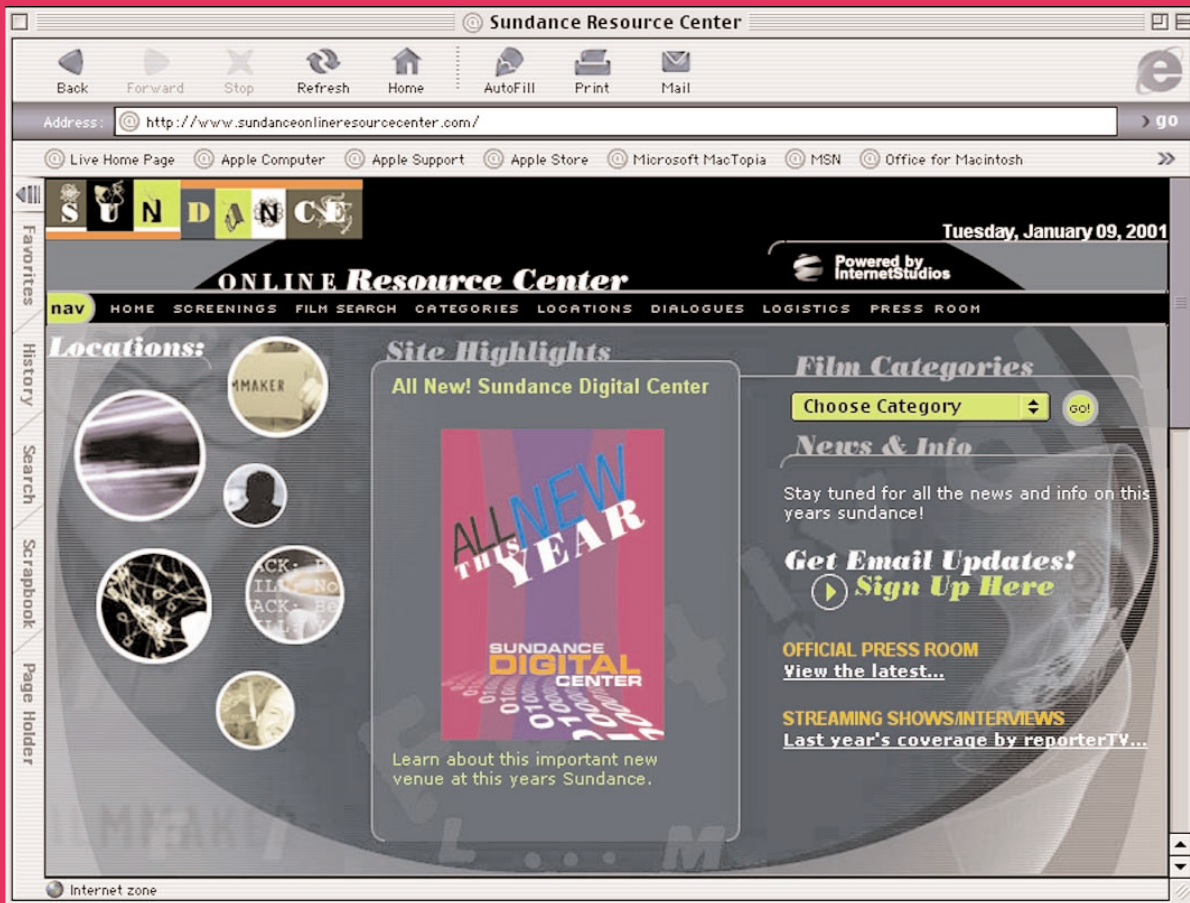 Sundance Resource Center
Back Forward Stop Refresh Home AutoFill Print Mail
Address: http://www.sundanceonlineresourcecenter.com/ go
Live Home Page Apple Computer Apple Support Apple Store Microsoft MacTopia MSN Office for Macintosh
Favorites
History
Search
Scrapbook
Page Holder
SUNDANCE
Tuesday, January 09, 2001
ONLINE Resource Center
Powered by
InternetStudios
nav HOME SCREENINGS FILM SEARCH CATEGORIES LOCATIONS DIALOGUES LOGISTICS PRESS ROOM
Locations:
MMAKER
ACK:
ILL: No
ACK: Be
Site Highlights
All New! Sundance Digital Center
ALL NEW
THIS YEAR
SUNDANCE
DIGITAL
CENTER
Learn about this important new
venue at this years Sundance.
Film Categories
Choose Category GO!
News & Info
Stay tuned for all the news and info on this
years sundance!
Get Email Updates!
Sign Up Here
OFFICIAL PRESS ROOM
View the latest...
STREAMING SHOWS/INTERVIEWS
Last year's coverage by reporterTV...
Internet zone